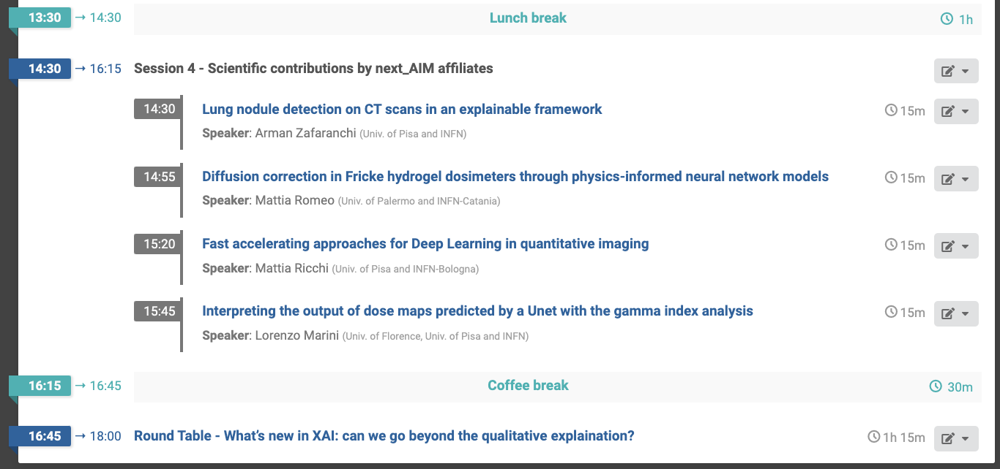 13:30 → 14:30 Lunch break 1h
14:30 → 16:15 Session 4 - Scientific contributions by next_AIM affiliates
14:30 Lung nodule detection on CT scans in an explainable framework 15m
Speaker: Arman Zafaranchi (Univ. of Pisa and INFN)
14:55 Diffusion correction in Fricke hydrogel dosimeters through physics-informed neural network models 15m
Speaker: Mattia Romeo (Univ. of Palermo and INFN-Catania)
15:20 Fast accelerating approaches for Deep Learning in quantitative imaging 15m
Speaker: Mattia Ricchi (Univ. of Pisa and INFN-Bologna)
15:45 Interpreting the output of dose maps predicted by a Unet with the gamma index analysis 15m
Speaker: Lorenzo Marini (Univ. of Florence, Univ. of Pisa and INFN)
16:15 → 16:45 Coffee break 30m
16:45 → 18:00 Round Table - What’s new in XAI: can we go beyond the qualitative explaination? 1h 15m